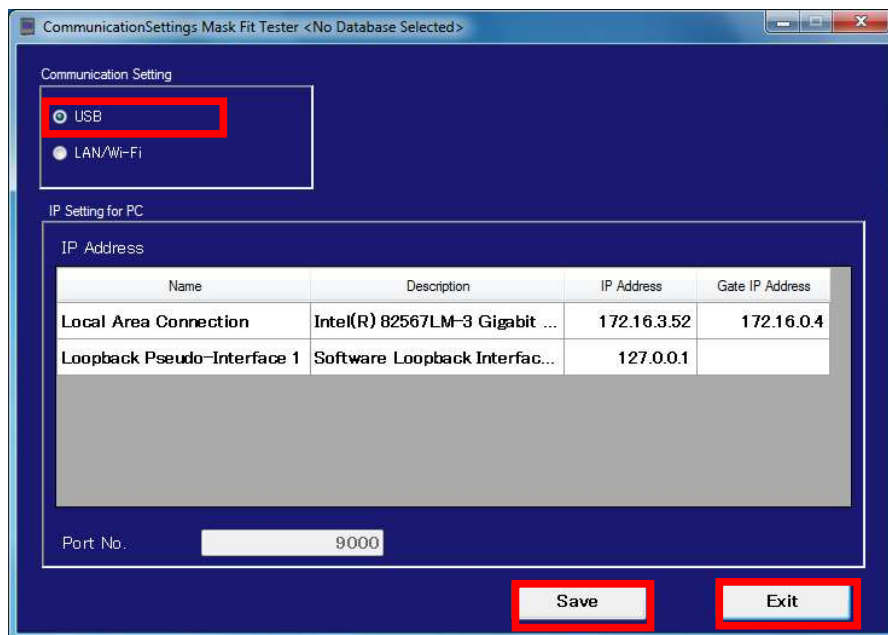 CommunicationSettings Mask Fit Tester <No Database Selected>
Communication Setting
USB
LAN/Wi-Fi
IP Setting for PC
IP Address
Name Description IP Address Gate IP Address
Local Area Connection Intel(R) 82567LM-3 Gigabit ... 172.16.3.52 172.16.0.4
Loopback Pseudo-Interface 1 Software Loopback Interfac... 127.0.0.1
Port No. 9000
Save Exit